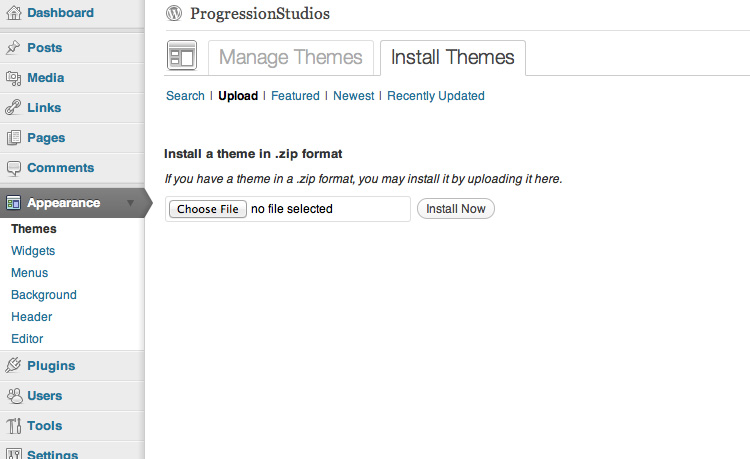 Dashboard
Posts
Media
Links
Pages
Comments
Appearance
Themes
Widgets
Menus
Background
Header
Editor
Plugins
Users
Tools
Settings
ProgressionStudios
Manage Themes Install Themes
Search | Upload | Featured | Newest | Recently Updated
Install a theme in .zip format
If you have a theme in a .zip format, you may install it by uploading it here.
Choose File no file selected Install Now